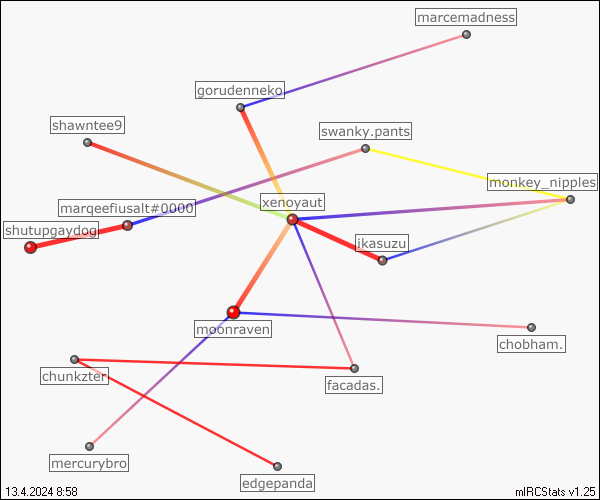 marcemadness
gorudenneko
shawntee9
swanky.pants
monkey_nipples
xenoyaut
marqeefiusalt#0000
shutupgaydog
ikasuzu
moonraven
chobham.
chunkzter
facadas.
mercurybro
edgepanda
13.4.2024 8:58
mIRCStats v1.25